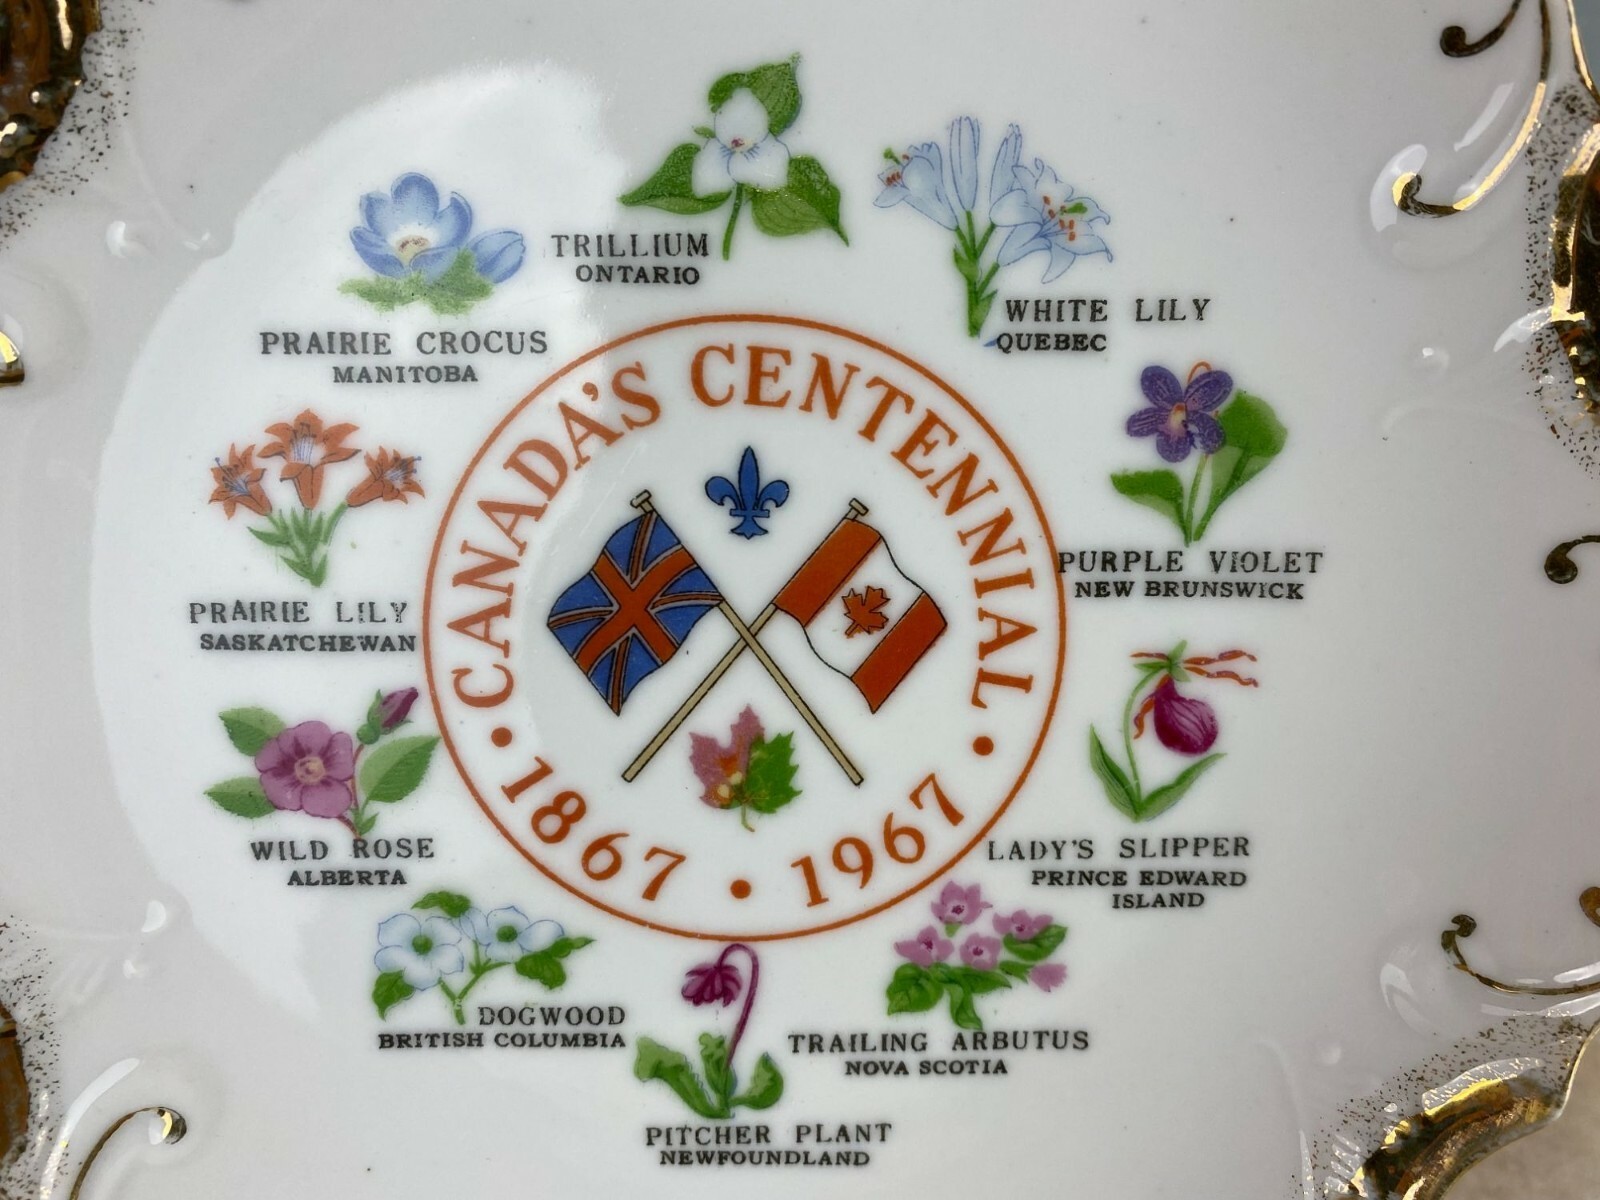 TRILLIUM
ONTARIO
WHITE LILY
QUEBEC
PURPLE VIOLET
NEW BRUNSWICK
LADY'S SLIPPER
PRINCE EDWARD
ISLAND
TRAILING ARBUTUS
NOVA SCOTIA
PITCHER PLANT
NEWFOUNDLAND
DOGWOOD
BRITISH COLUMBIA
WILD ROSE
ALBERTA
PRAIRIE LILY
SASKATCHEWAN
PRAIRIE CROCUS
MANITOBA
CANADA'S CENTENNIAL
• 1867 • 1967 •